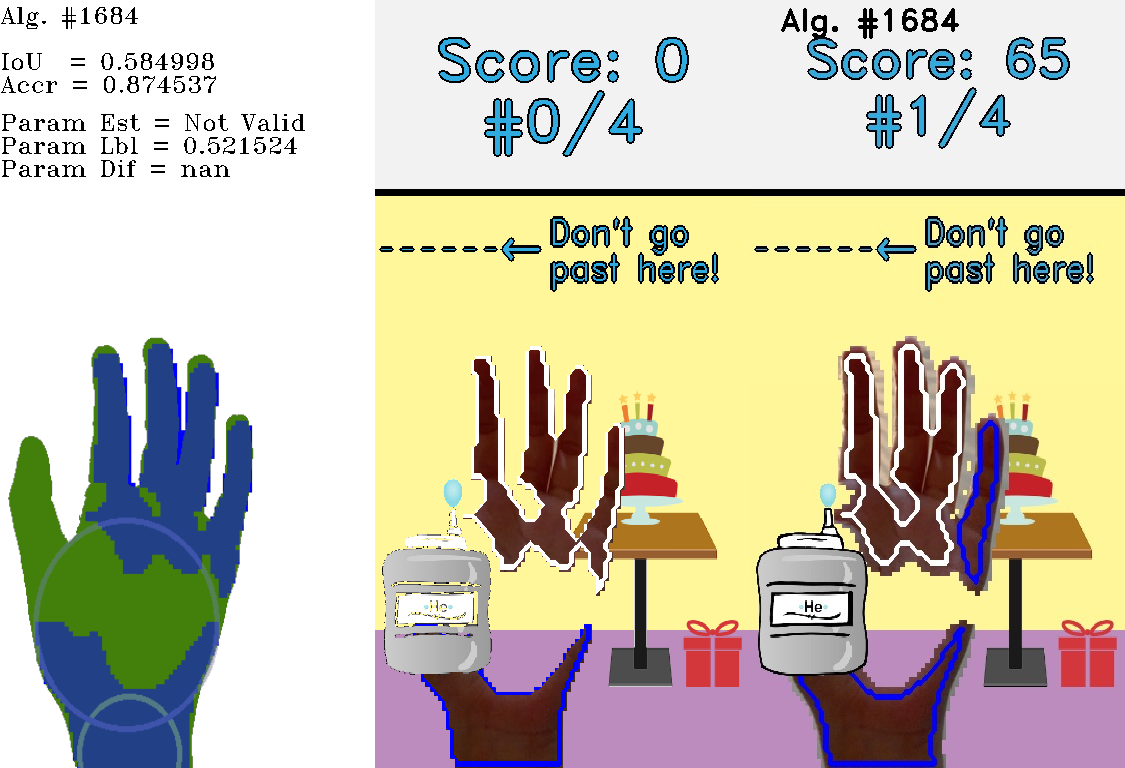 Alg. #1684
IoU = 0.584998
Accr = 0.874537
Param Est = Not Valid
Param Lbl = 0.521524
Param Dif = nan
Score: 0
#0/4
Don't go
past here!
He
Alg. #1684
Score: 65
#1/4
Don't go
past here!
He